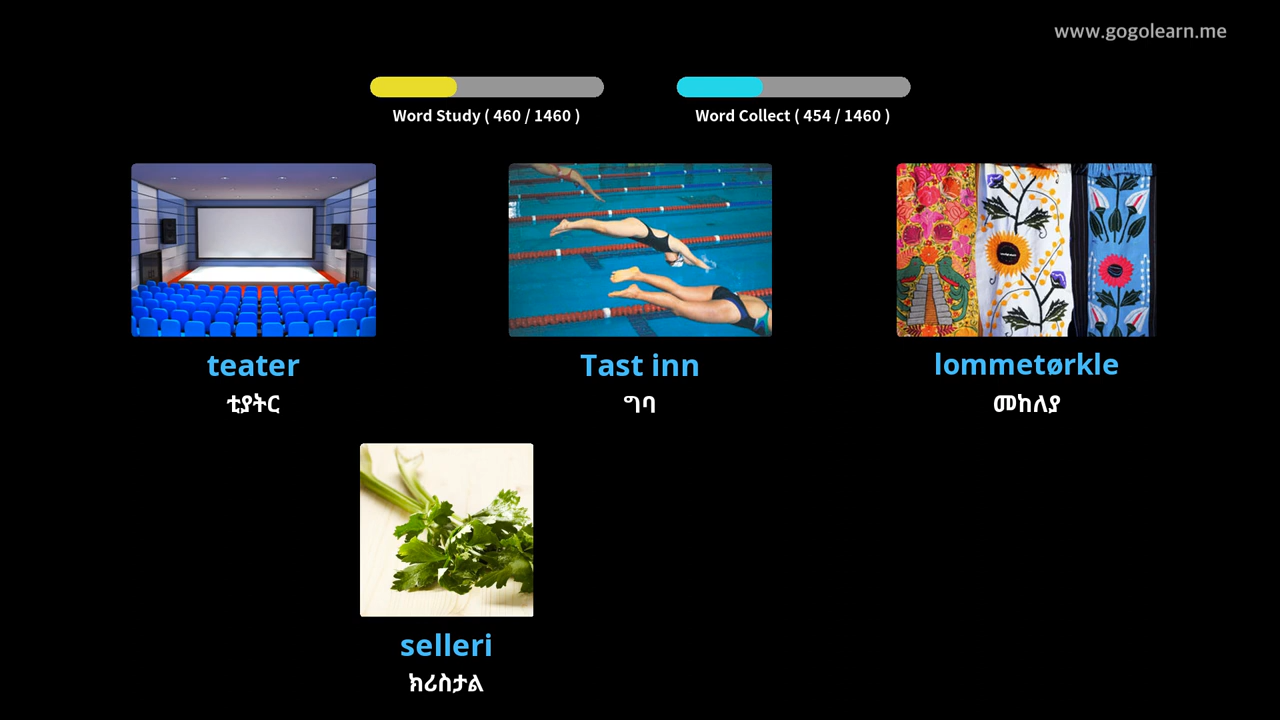 www.gogolearn.me
Word Study ( 460 / 1460 )
Word Collect ( 454 / 1460 )
teater
Tast inn
lommetørkle
ቲያትር
ግባ
መከለያ
selleri
ክሪስታል